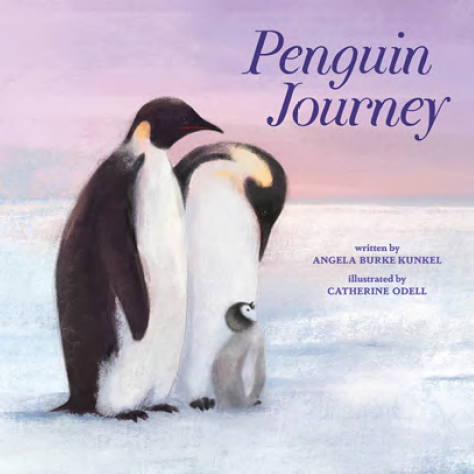 Penguin
Journey
written by
ANGELA BURKE KUNKEL
illustrated by
CATHERINE ODELL